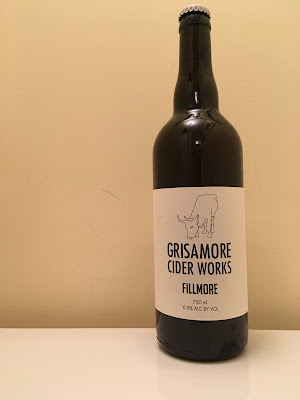 GRISAMORE
CIDER WORKS
FILLMORE
750 ml
6.9% ALC BY VOL